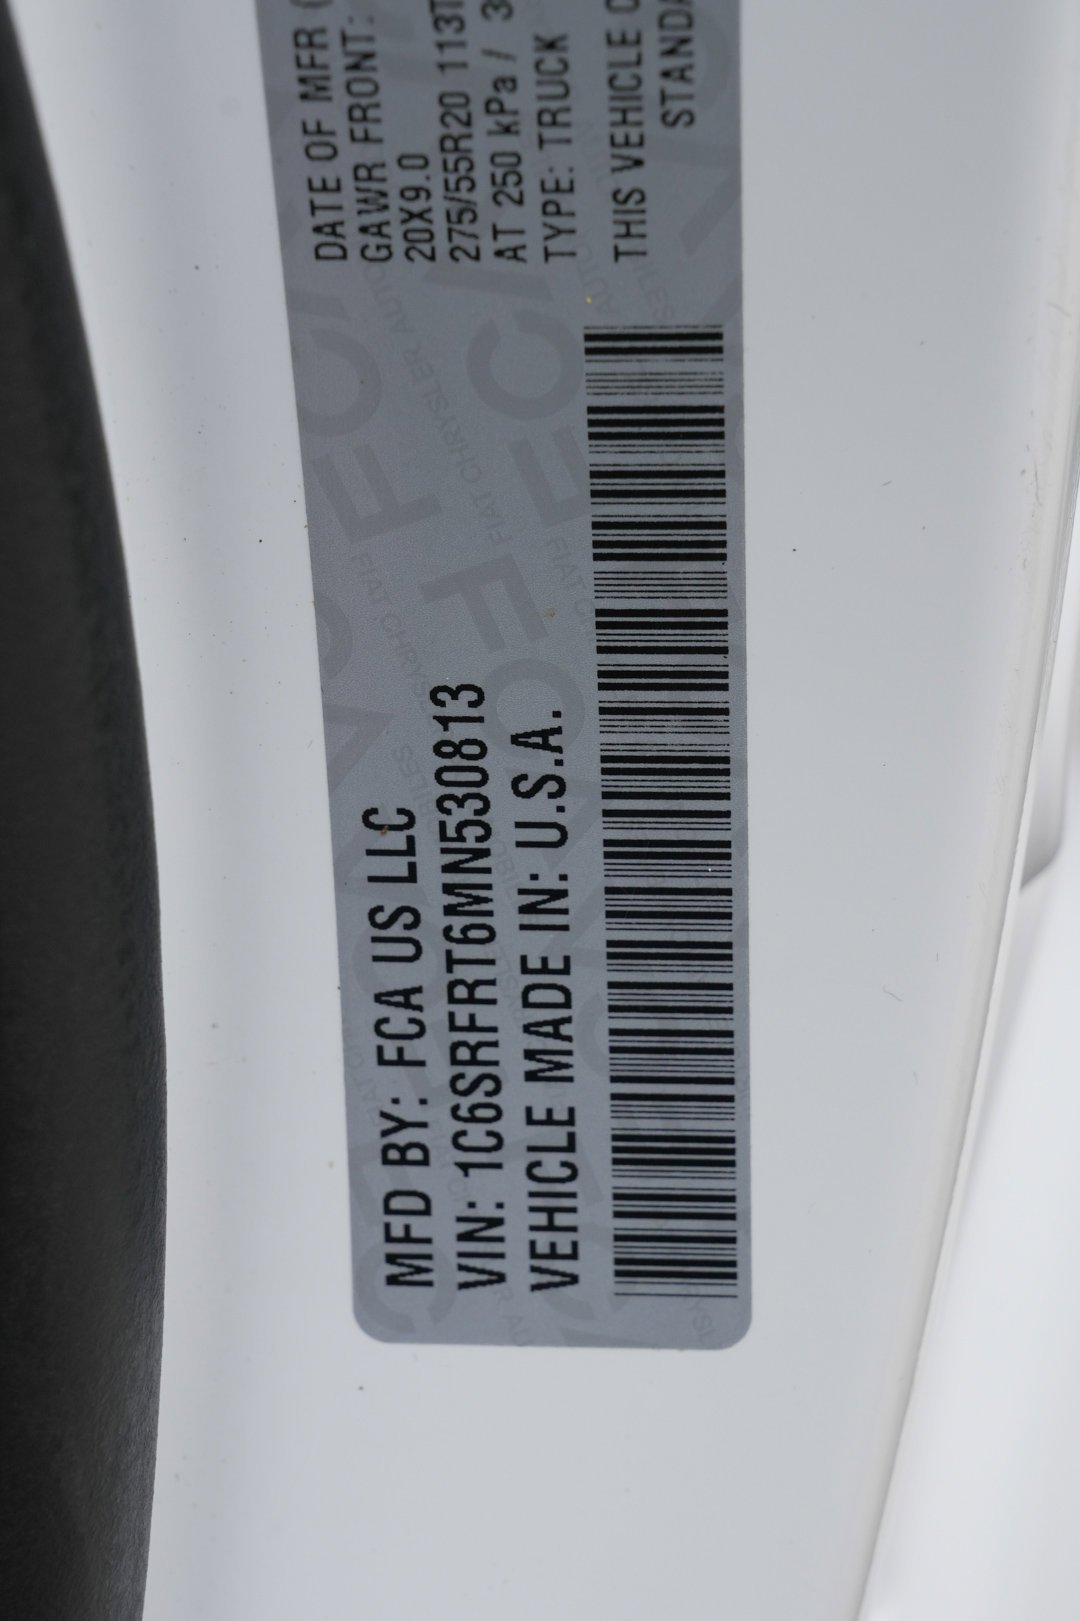 MFD BY: FCA US LLC
VIN: 1C6SRFRT6MN530813
VEHICLE MADE IN: U.S.A.
DATE OF MFR (
GAWR FRONT:
20X9.0
275/55R20 113T
AT 250 kPa / 3
TYPE: TRUCK
THIS VEHICLE
STANDA